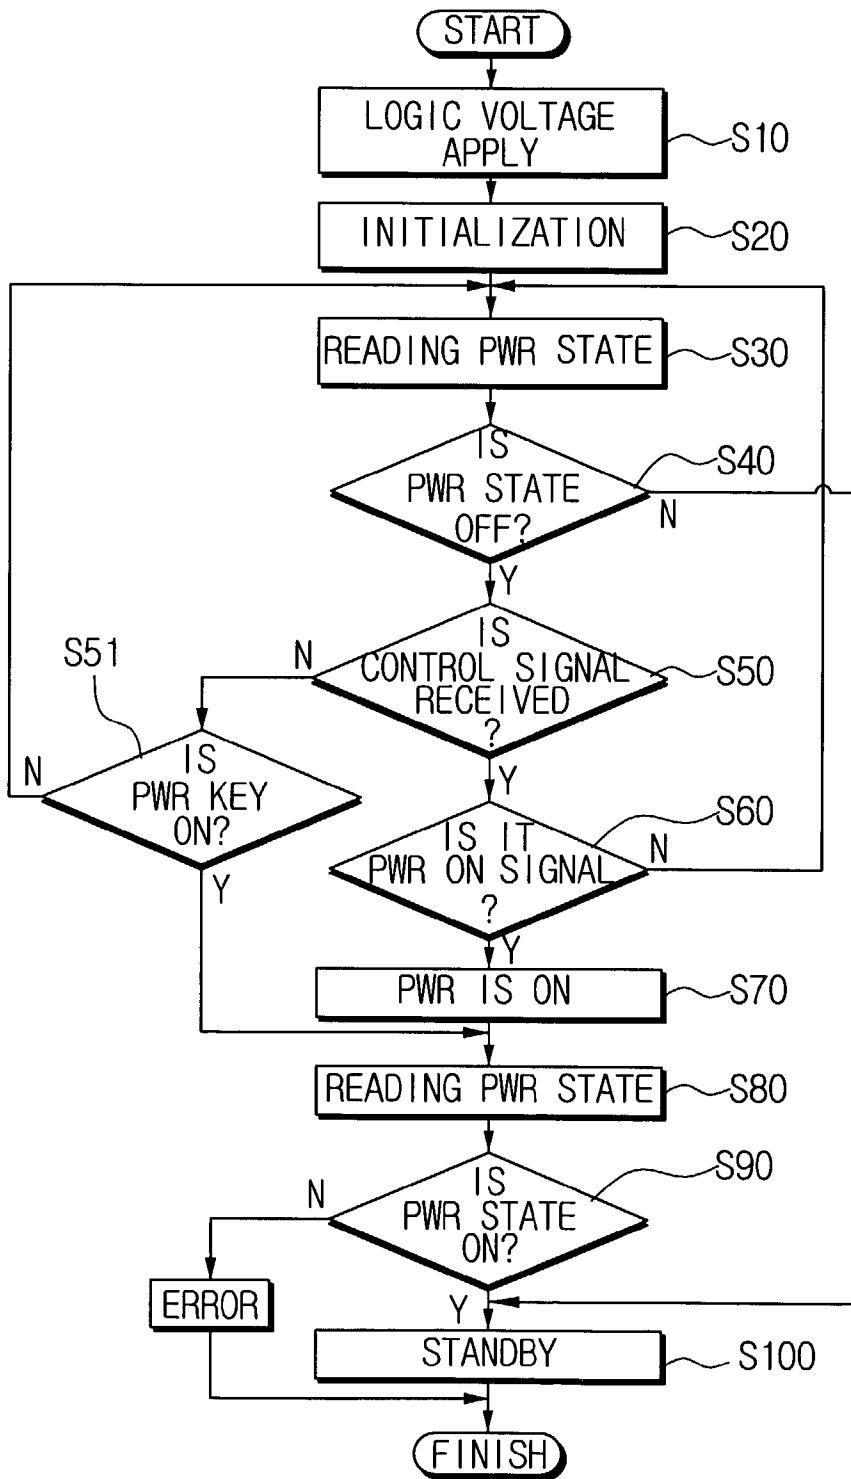 START
LOGIC VOLTAGE
APPLY
S10
INITIALIZATION
S20
READING PWR STATE
S30
IS
PWR STATE
OFF?
S40
N
Y
IS
CONTROL SIGNAL
RECEIVED
?
S50
N
S51
IS
PWR KEY
ON?
N
Y
Y
IS IT
PWR ON SIGNAL
?
S60
N
Y
PWR IS ON
S70
READING PWR STATE
S80
IS
PWR STATE
ON?
S90
N
ERROR
Y
STANDBY
S100
FINISH